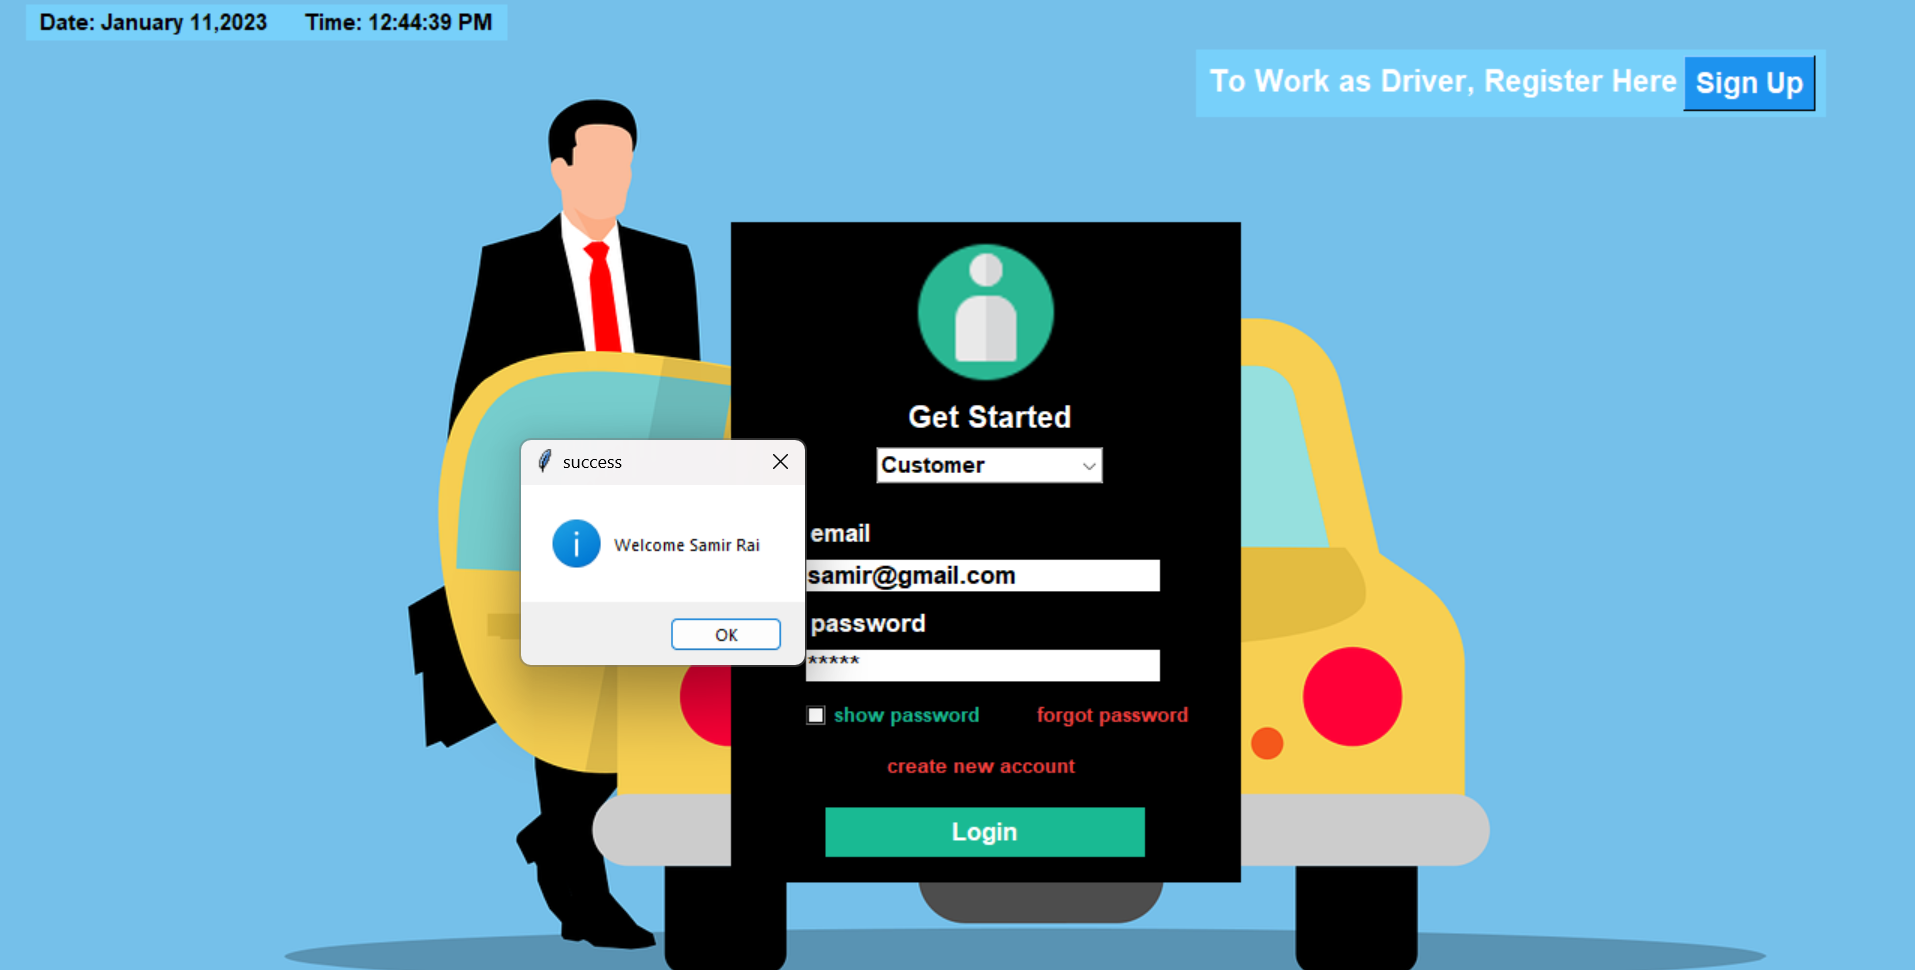 Date: January 11,2023 Time: 12:44:39 PM
To Work as Driver, Register Here Sign Up
Get Started
Customer
success
Welcome Samir Rai
OK
email
samir@gmail.com
password
*****
show password forgot password
create new account
Login